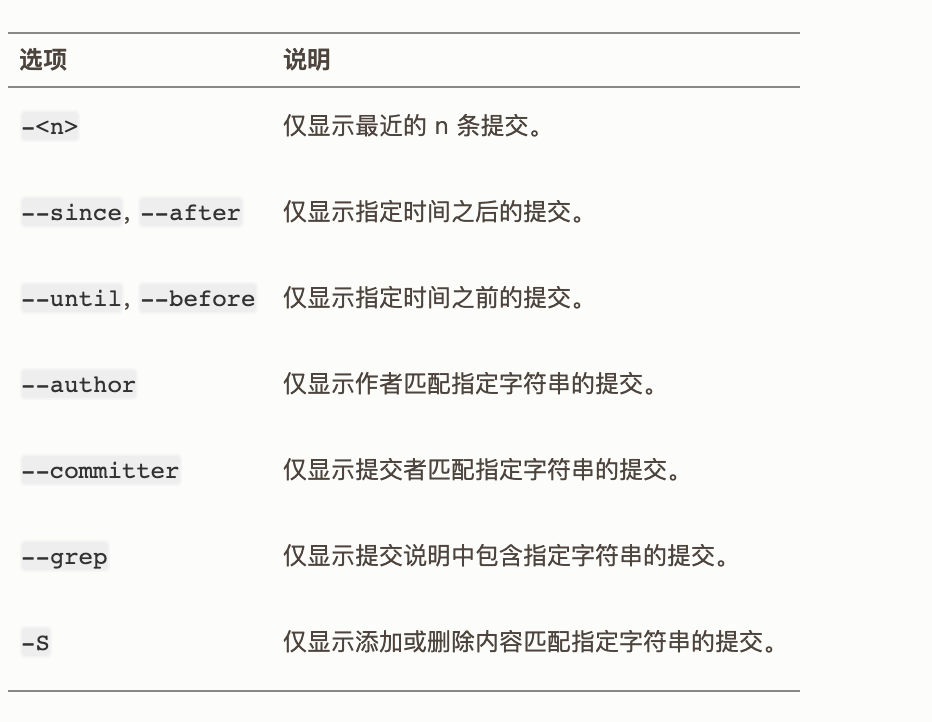 选项 说明
-<n> 仅显示最近的 n 条提交。
--since, --after 仅显示指定时间之后的提交。
--until, --before 仅显示指定时间之前的提交。
--author 仅显示作者匹配指定字符串的提交。
--committer 仅显示提交者匹配指定字符串的提交。
--grep 仅显示提交说明中包含指定字符串的提交。
-S 仅显示添加或删除内容匹配指定字符串的提交。